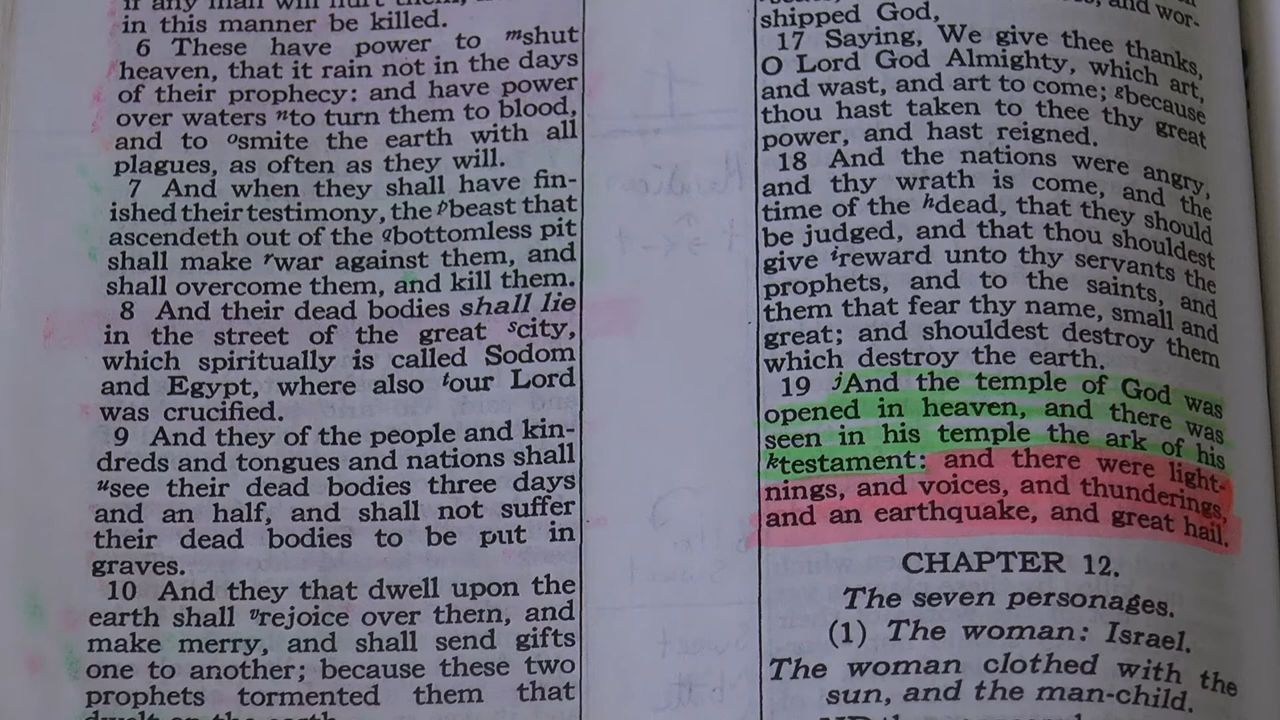 if any man will hurt them,
in this manner be killed.
6 These have power to mshut
heaven, that it rain not in the days
of their prophecy: and have power
over waters nto turn them to blood,
and to osmite the earth with all
plagues, as often as they will.
7 And when they shall have fin-
ished their testimony, the pbeast that
ascendeth out of the qbottomless pit
shall make rwar against them, and
shall overcome them, and kill them.
8 And their dead bodies shall lie
in the street of the great scity,
which spiritually is called Sodom
and Egypt, where also tour Lord
was crucified.
9 And they of the people and kin-
dreds and tongues and nations shall
usee their dead bodies three days
and an half, and shall not suffer
their dead bodies to be put in
graves.
10 And they that dwell upon the
earth shall vrejoice over them, and
make merry, and shall send gifts
one to another; because these two
prophets tormented them that
dwelt on the earth.
and wor-
shipped God,
17 Saying, We give thee thanks,
O Lord God Almighty, which art,
and wast, and art to come; gbecause
thou hast taken to thee thy great
power, and hast reigned.
18 And the nations were angry,
and thy wrath is come, and the
time of the hdead, that they should
be judged, and that thou shouldest
give ireward unto thy servants the
prophets, and to the saints, and
them that fear thy name, small and
great; and shouldest destroy them
which destroy the earth.
19 jAnd the temple of God was
opened in heaven, and there was
seen in his temple the ark of his
ktestament: and there were light-
nings, and voices, and thunderings,
and an earthquake, and great hail.
CHAPTER 12.
The seven personages.
(1) The woman: Israel.
The woman clothed with the
sun, and the man-child.